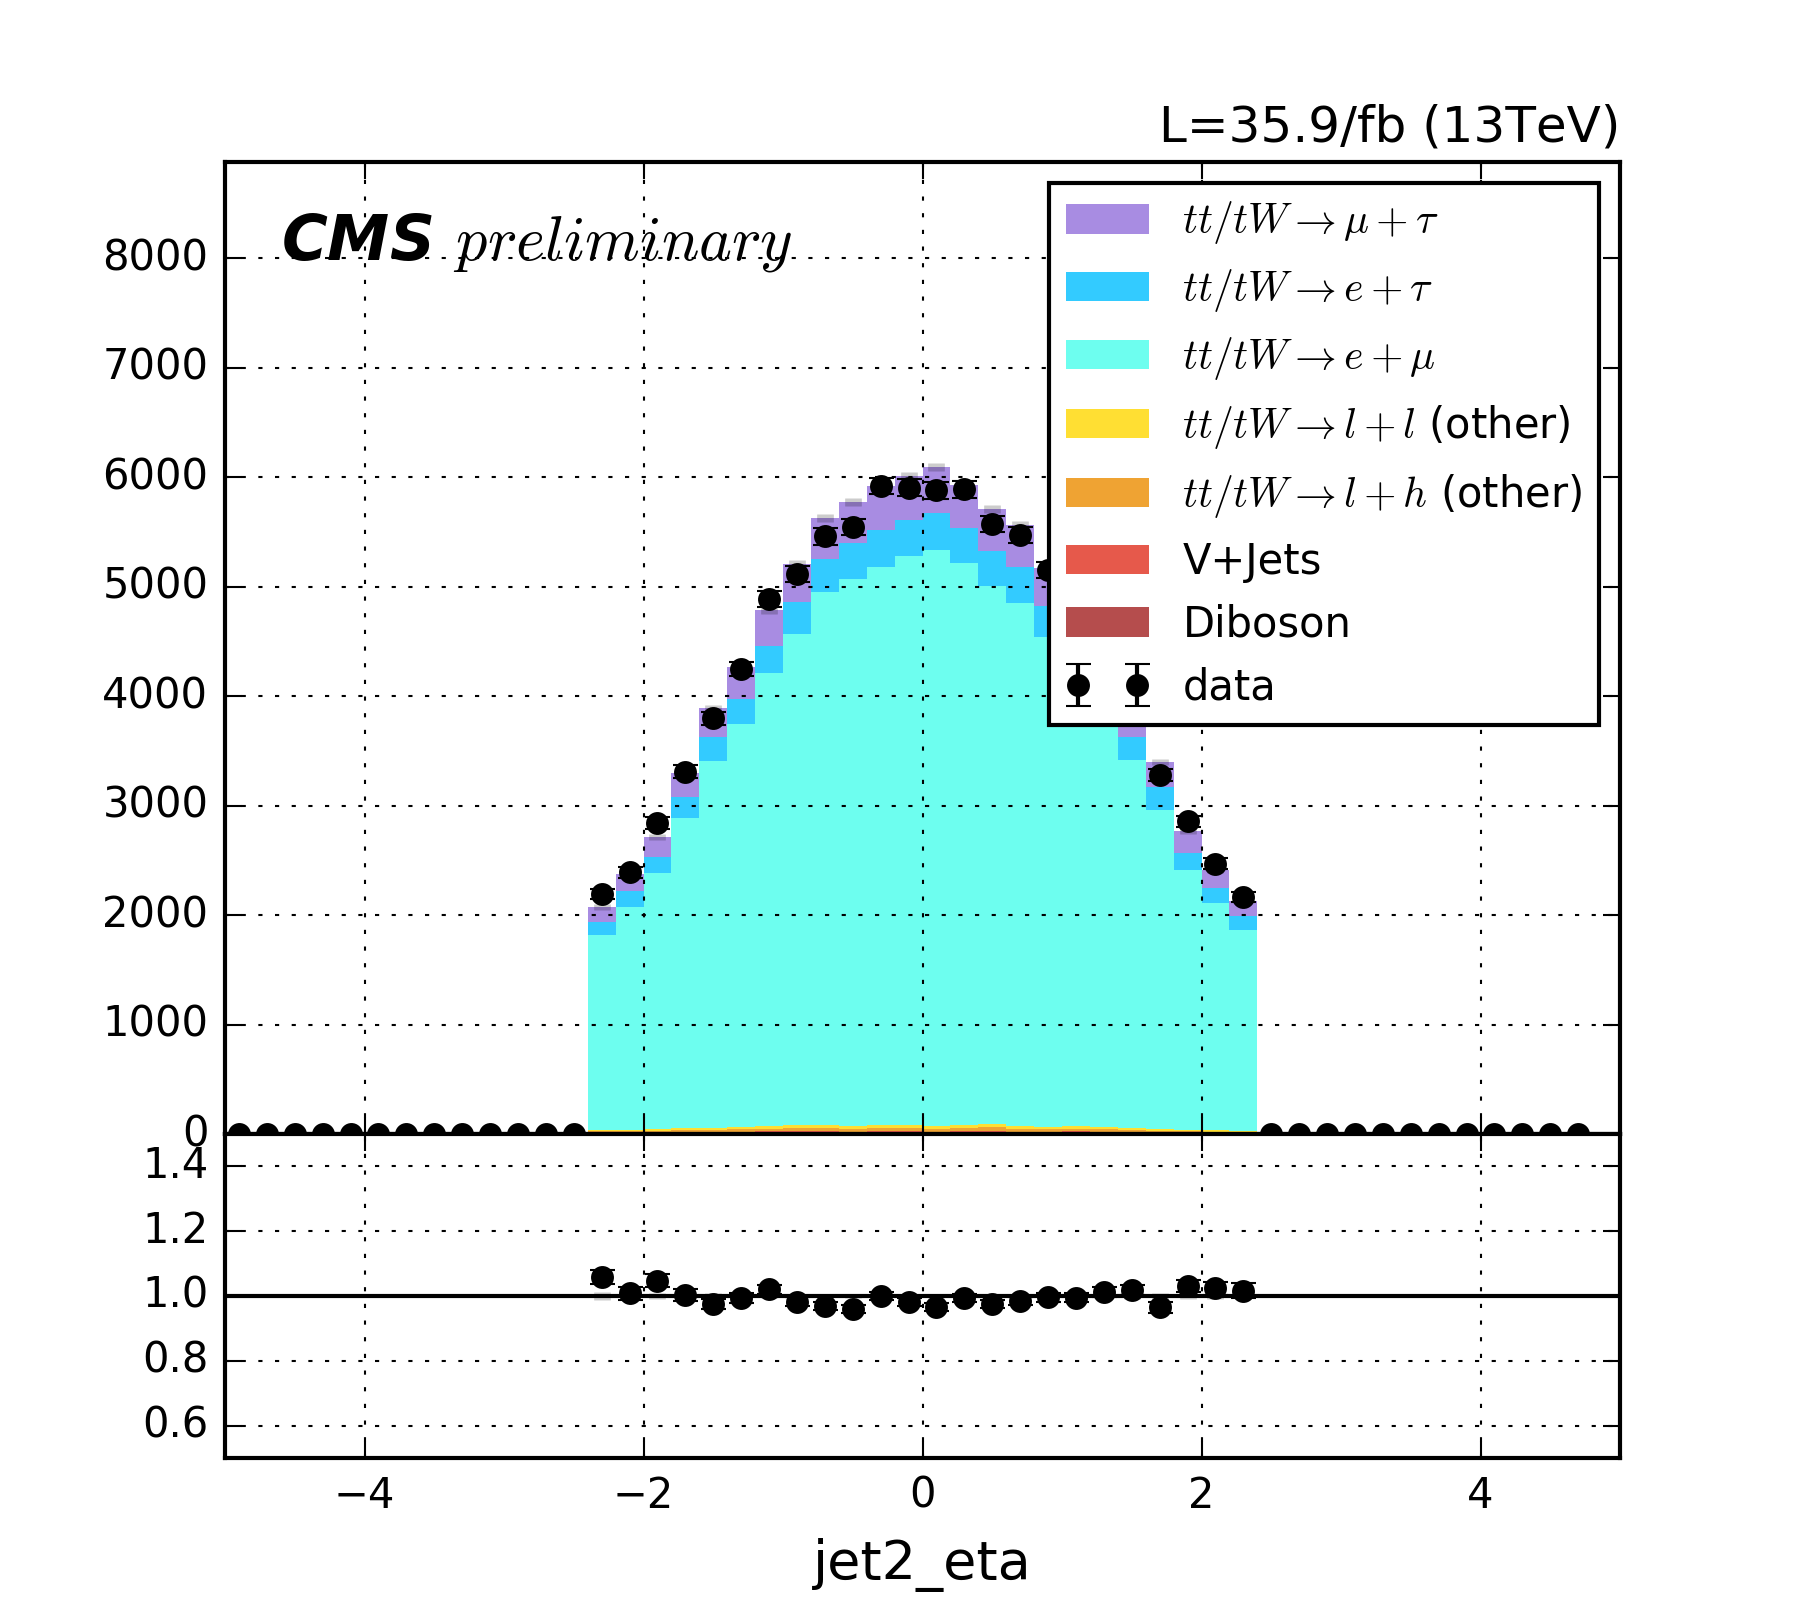 L=35.9/fb (13TeV)
CMS preliminary
tt/tW→μ+τ
tt/tW→e+τ
tt/tW→e+μ
tt/tW→l+l (other)
tt/tW→l+h (other)
V+Jets
Diboson
data
8000
7000
6000
5000
4000
3000
2000
1000
0
1.4
1.2
1.0
0.8
0.6
−4 −2 0 2 4
jet2_eta